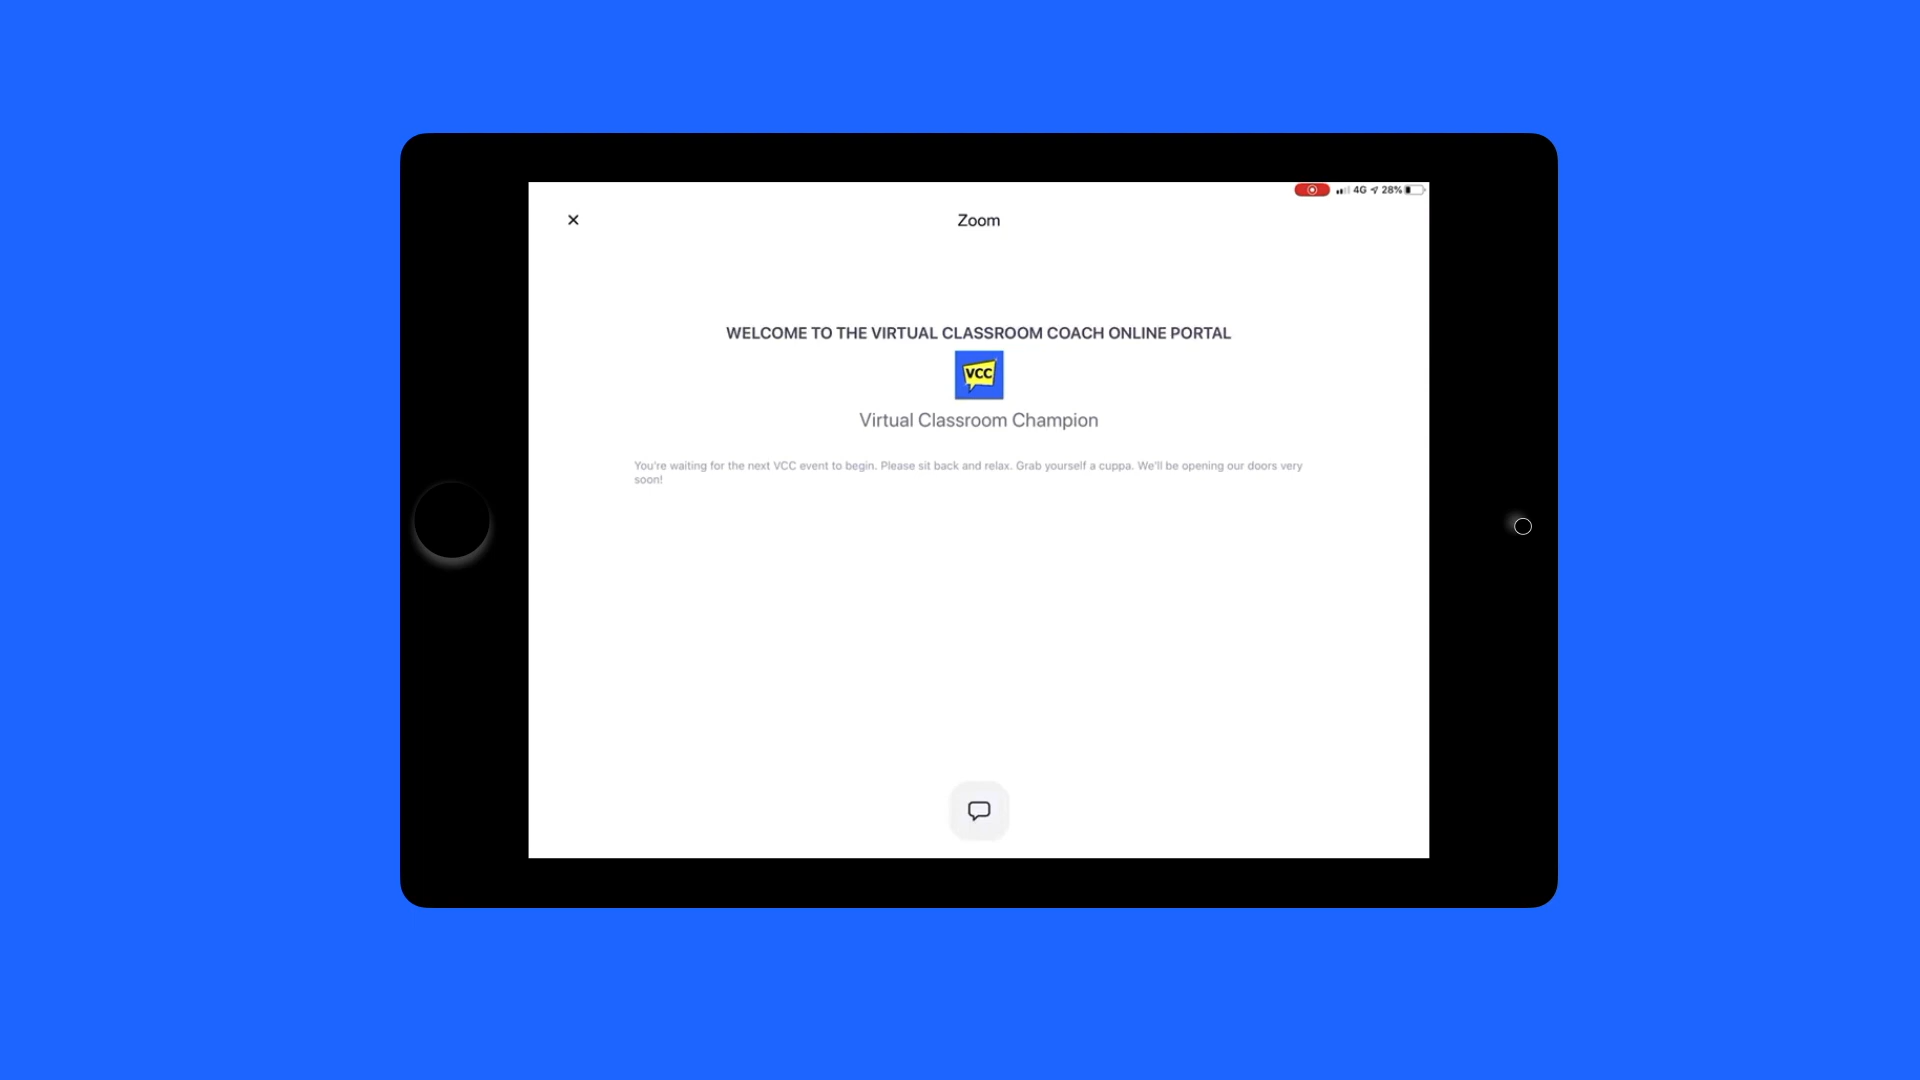 4G 28%
Zoom
WELCOME TO THE VIRTUAL CLASSROOM COACH ONLINE PORTAL
VCC
Virtual Classroom Champion
You're waiting for the next VCC event to begin. Please sit back and relax. Grab yourself a cuppa. We'll be opening our doors very
soon!